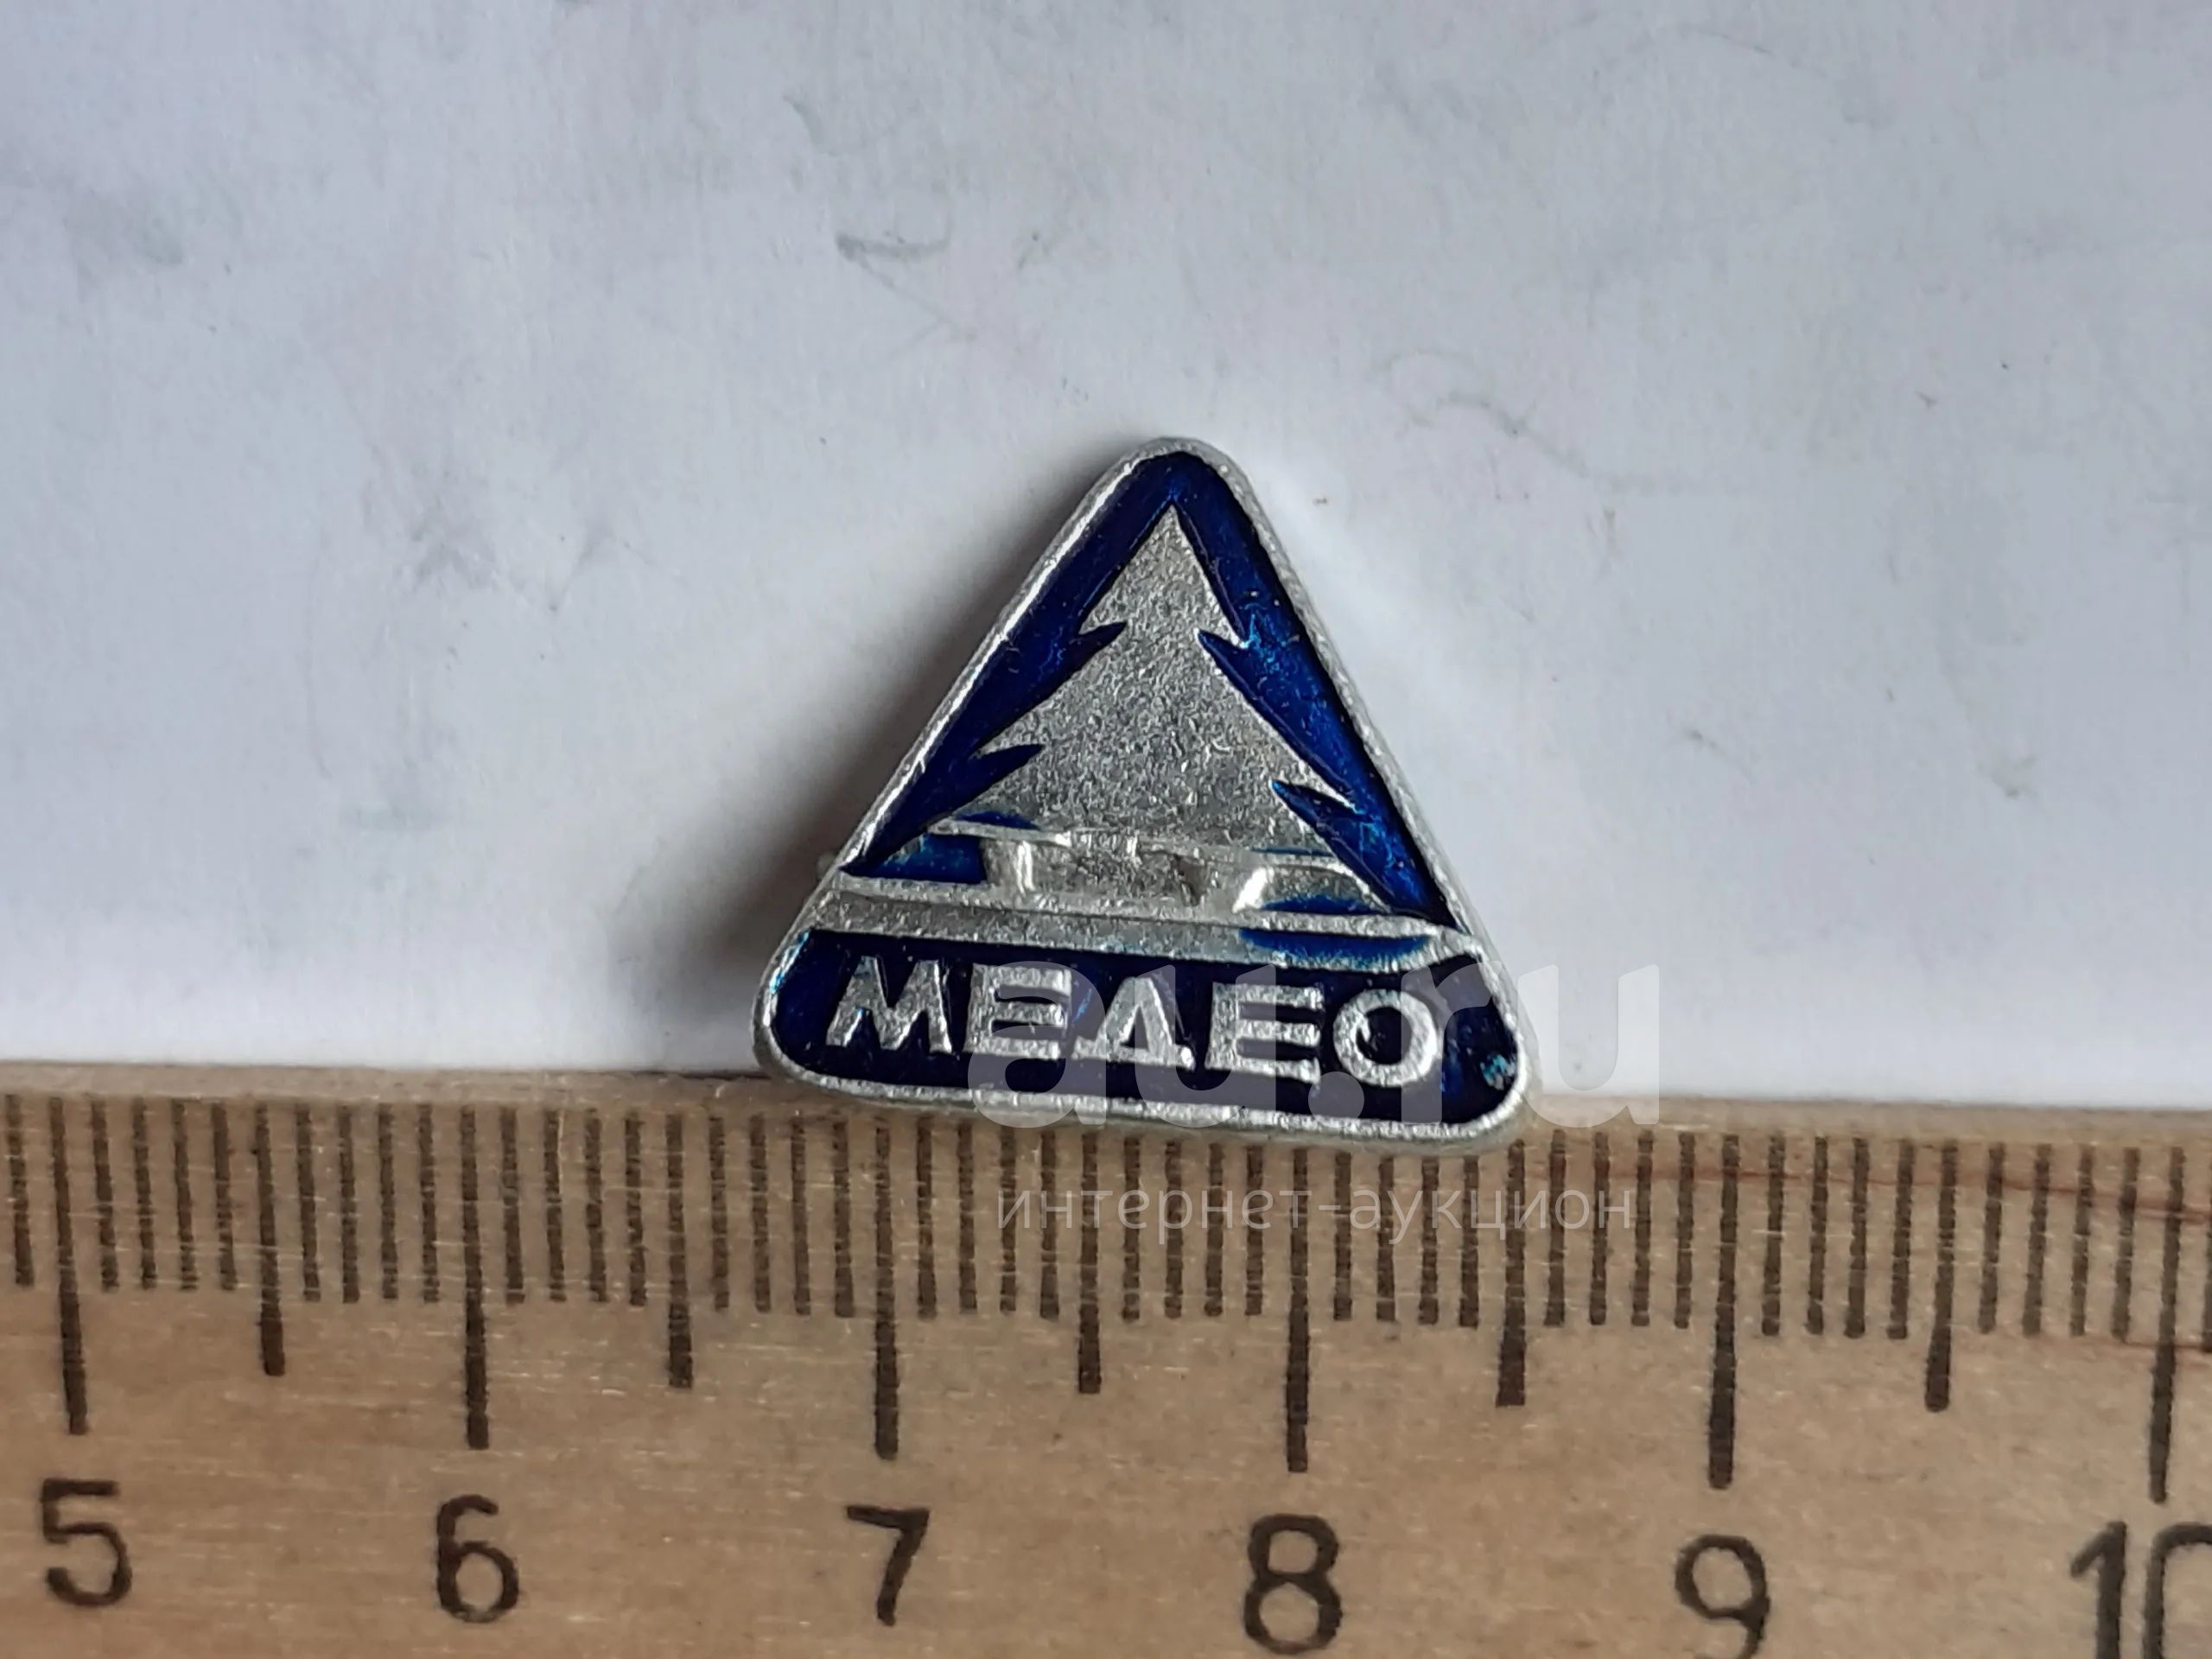 МЕДЕО
au.ru
интернет-аукцион
5 6 7 8 9 10